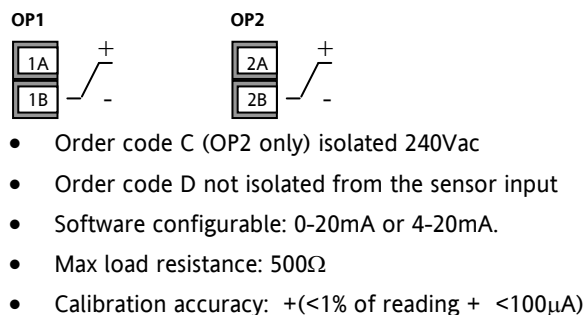 OP1 OP2
1A + 2A +
1B - 2B -
• Order code C (OP2 only) isolated 240Vac
• Order code D not isolated from the sensor input
• Software configurable: 0-20mA or 4-20mA.
• Max load resistance: 500Ω
• Calibration accuracy: +(<1% of reading + <100μA)